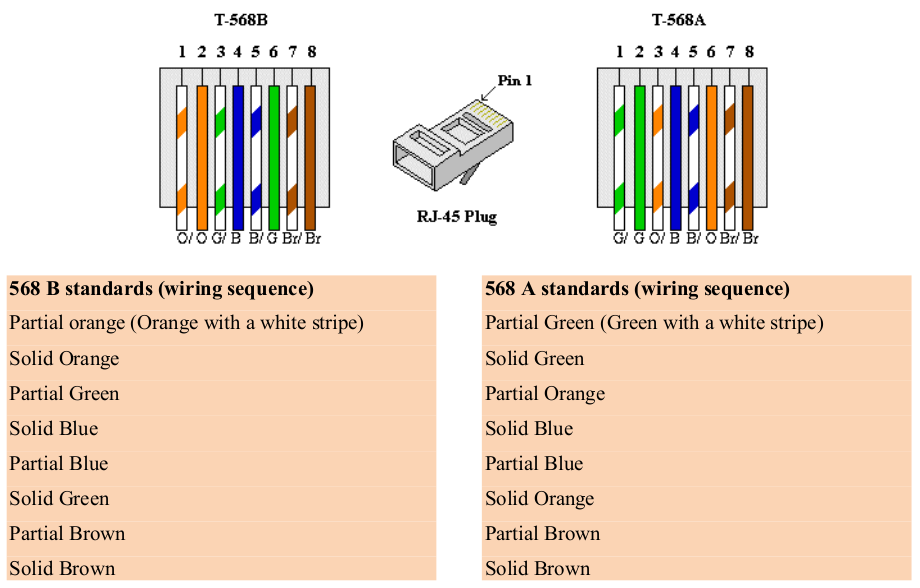 T-568B
1 2 3 4 5 6 7 8
O/ O G/ B B/ G Br/ Br
Pin 1
RJ-45 Plug
T-568A
1 2 3 4 5 6 7 8
G/ G O/ B B/ O Br/ Br
568 B standards (wiring sequence)
Partial orange (Orange with a white stripe)
Solid Orange
Partial Green
Solid Blue
Partial Blue
Solid Green
Partial Brown
Solid Brown
568 A standards (wiring sequence)
Partial Green (Green with a white stripe)
Solid Green
Partial Orange
Solid Blue
Partial Blue
Solid Orange
Partial Brown
Solid Brown